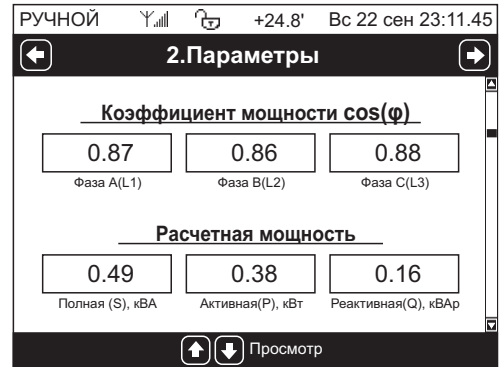 РУЧНОЙ +24.8' Вс 22 сен 23:11.45
2.Параметры
Коэффициент мощности cos(φ)
0.87 0.86 0.88
Фаза A(L1) Фаза B(L2) Фаза C(L3)
Расчетная мощность
0.49 0.38 0.16
Полная (S), кВА Активная(P), кВт Реактивная(Q), кВАр
Просмотр